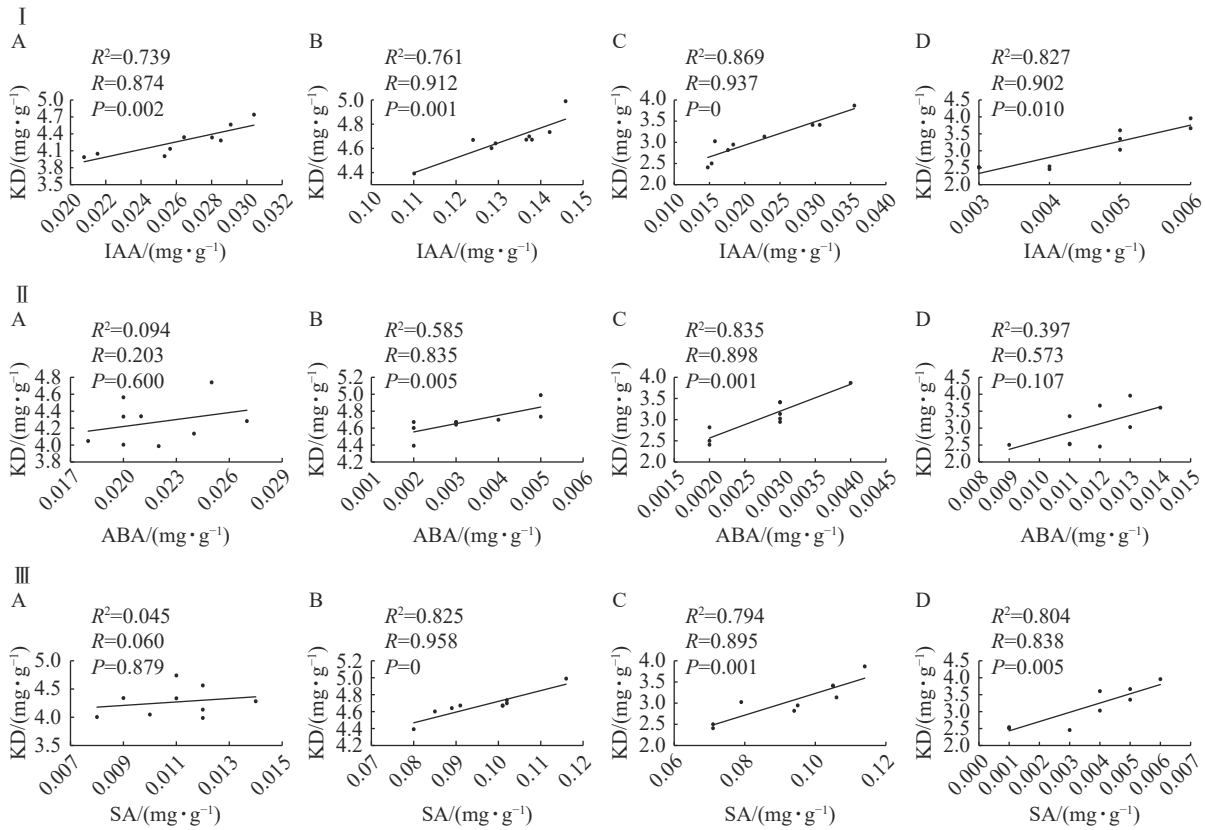 Ⅰ
A
R²=0.739
R=0.874
P=0.002
KD/(mg·g⁻¹)
5.0
4.7
4.4
4.1
3.8
3.5
0.020
0.022
0.024
0.026
0.028
0.030
0.032
IAA/(mg·g⁻¹)
B
R²=0.761
R=0.912
P=0.001
KD/(mg·g⁻¹)
5.0
4.8
4.6
4.4
0.10
0.11
0.12
0.13
0.14
0.15
IAA/(mg·g⁻¹)
C
R²=0.869
R=0.937
P=0
KD/(mg·g⁻¹)
4.0
3.5
3.0
2.5
2.0
0.010
0.015
0.020
0.025
0.030
0.035
0.040
IAA/(mg·g⁻¹)
D
R²=0.827
R=0.902
P=0.010
KD/(mg·g⁻¹)
4.5
4.0
3.5
3.0
2.5
2.0
0.003
0.004
0.005
0.006
IAA/(mg·g⁻¹)
Ⅱ
A
R²=0.094
R=0.203
P=0.600
KD/(mg·g⁻¹)
4.8
4.6
4.4
4.2
4.0
3.8
0.017
0.020
0.023
0.026
0.029
ABA/(mg·g⁻¹)
B
R²=0.585
R=0.835
P=0.005
KD/(mg·g⁻¹)
5.2
5.0
4.8
4.6
4.4
4.2
0.001
0.002
0.003
0.004
0.005
0.006
ABA/(mg·g⁻¹)
C
R²=0.835
R=0.898
P=0.001
KD/(mg·g⁻¹)
4.0
3.5
3.0
2.5
2.0
0.0015
0.0020
0.0025
0.0030
0.0035
0.0040
0.0045
ABA/(mg·g⁻¹)
D
R²=0.397
R=0.573
P=0.107
KD/(mg·g⁻¹)
4.5
4.0
3.5
3.0
2.5
2.0
0.008
0.009
0.010
0.011
0.012
0.013
0.014
0.015
ABA/(mg·g⁻¹)
Ⅲ
A
R²=0.045
R=0.060
P=0.879
KD/(mg·g⁻¹)
5.0
4.5
4.0
3.5
0.007
0.009
0.011
0.013
0.015
SA/(mg·g⁻¹)
B
R²=0.825
R=0.958
P=0
KD/(mg·g⁻¹)
5.2
5.0
4.8
4.6
4.4
4.2
0.07
0.08
0.09
0.10
0.11
0.12
SA/(mg·g⁻¹)
C
R²=0.794
R=0.895
P=0.001
KD/(mg·g⁻¹)
4.0
3.5
3.0
2.5
2.0
0.06
0.08
0.10
0.12
SA/(mg·g⁻¹)
D
R²=0.804
R=0.838
P=0.005
KD/(mg·g⁻¹)
4.5
4.0
3.5
3.0
2.5
2.0
0.000
0.001
0.002
0.003
0.004
0.005
0.006
0.007
SA/(mg·g⁻¹)